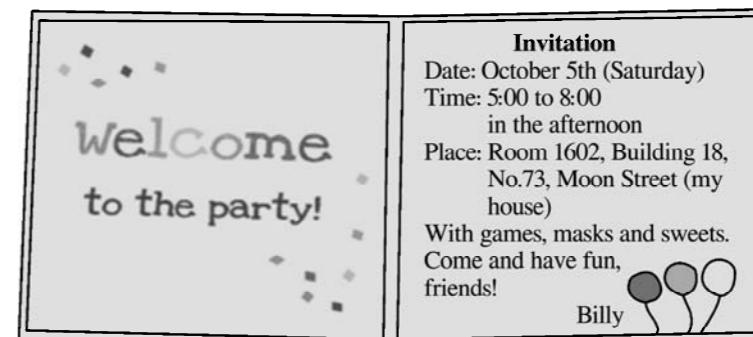 Welcome
to the party!
Invitation
Date: October 5th (Saturday)
Time: 5:00 to 8:00
in the afternoon
Place: Room 1602, Building 18,
No.73, Moon Street (my
house)
With games, masks and sweets.
Come and have fun,
friends!
Billy